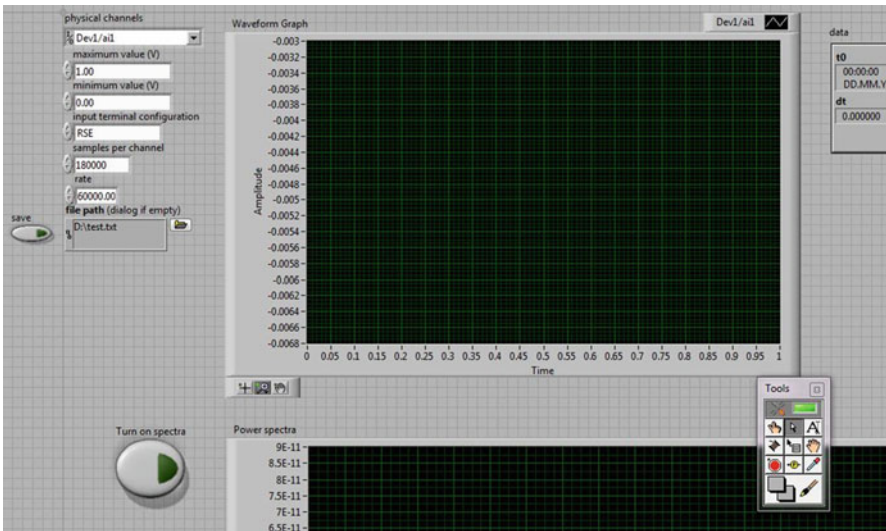 physical channels
Dev1/ai1
maximum value (V)
1.00
minimum value (V)
0.00
input terminal configuration
RSE
samples per channel
180000
rate
60000.00
file path (dialog if empty)
D:\test.txt
save
Turn on spectra
Waveform Graph
Dev1/ai1
Amplitude
-0.003
-0.0032
-0.0034
-0.0036
-0.0038
-0.004
-0.0042
-0.0044
-0.0046
-0.0048
-0.005
-0.0052
-0.0054
-0.0056
-0.0058
-0.006
-0.0062
-0.0064
-0.0066
-0.0068
0 0.05 0.1 0.15 0.2 0.25 0.3 0.35 0.4 0.45 0.5 0.55 0.6 0.65 0.7 0.75 0.8 0.85 0.9 0.95 1
Time
data
t0
00:00:00
DD.MM.Y
dt
0.000000
Tools
A
Power spectra
9E-11
8.5E-11
8E-11
7.5E-11
7E-11
6.5E-11